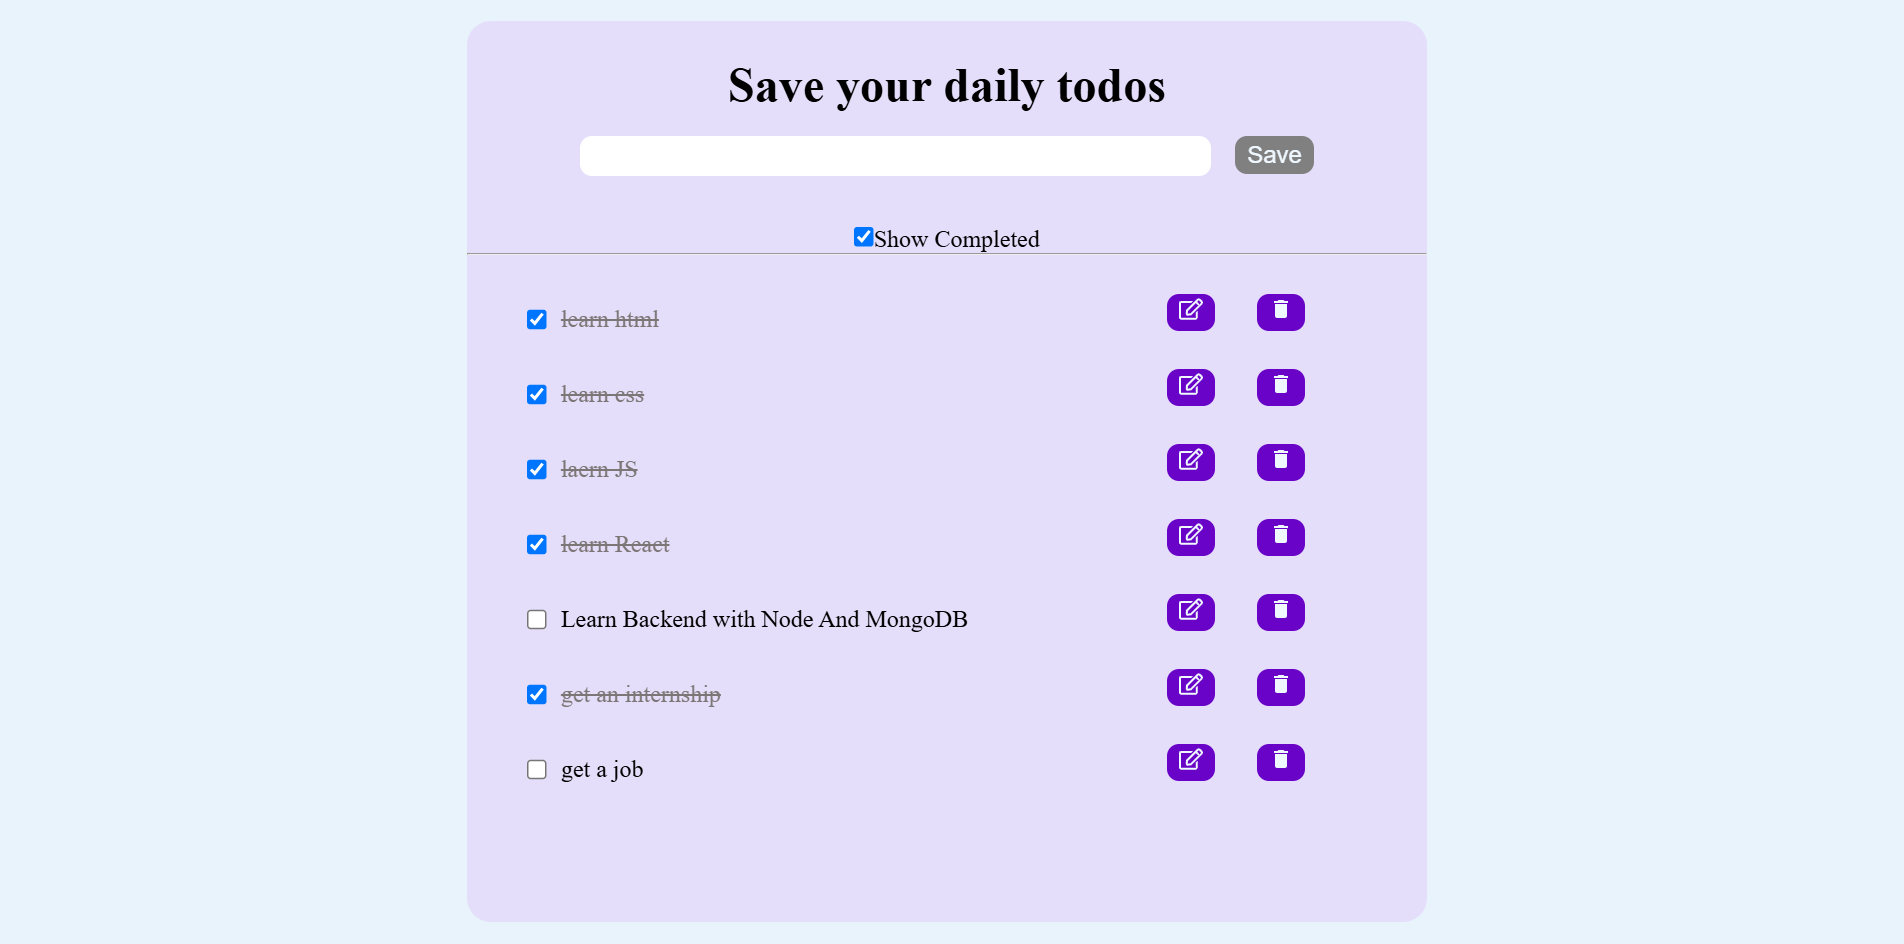 Save your daily todos
Save
Show Completed
learn html
learn css
laern JS
learn React
Learn Backend with Node And MongoDB
get an internship
get a job